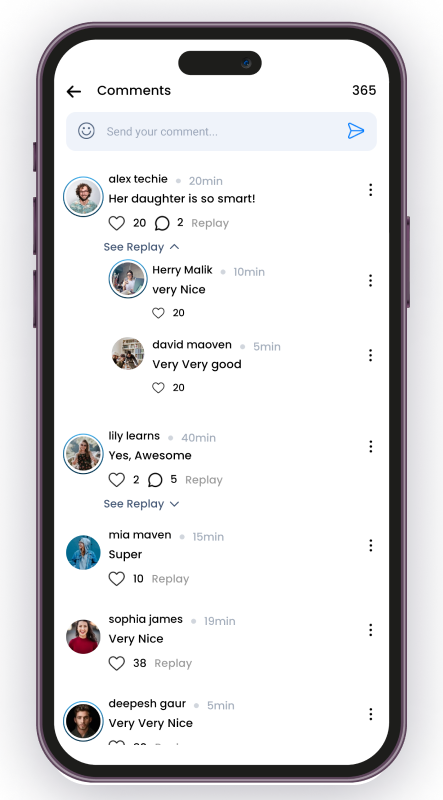 Comments 365
Send your comment...
alex techie 20min
Her daughter is so smart!
20 2 Replay
See Replay
Herry Malik 10min
very Nice
20
david maoven 5min
Very Very good
20
lily learns 40min
Yes, Awesome
2 5 Replay
See Replay
mia maven 15min
Super
10 Replay
sophia james 19min
Very Nice
38 Replay
deepesh gaur 5min
Very Very Nice